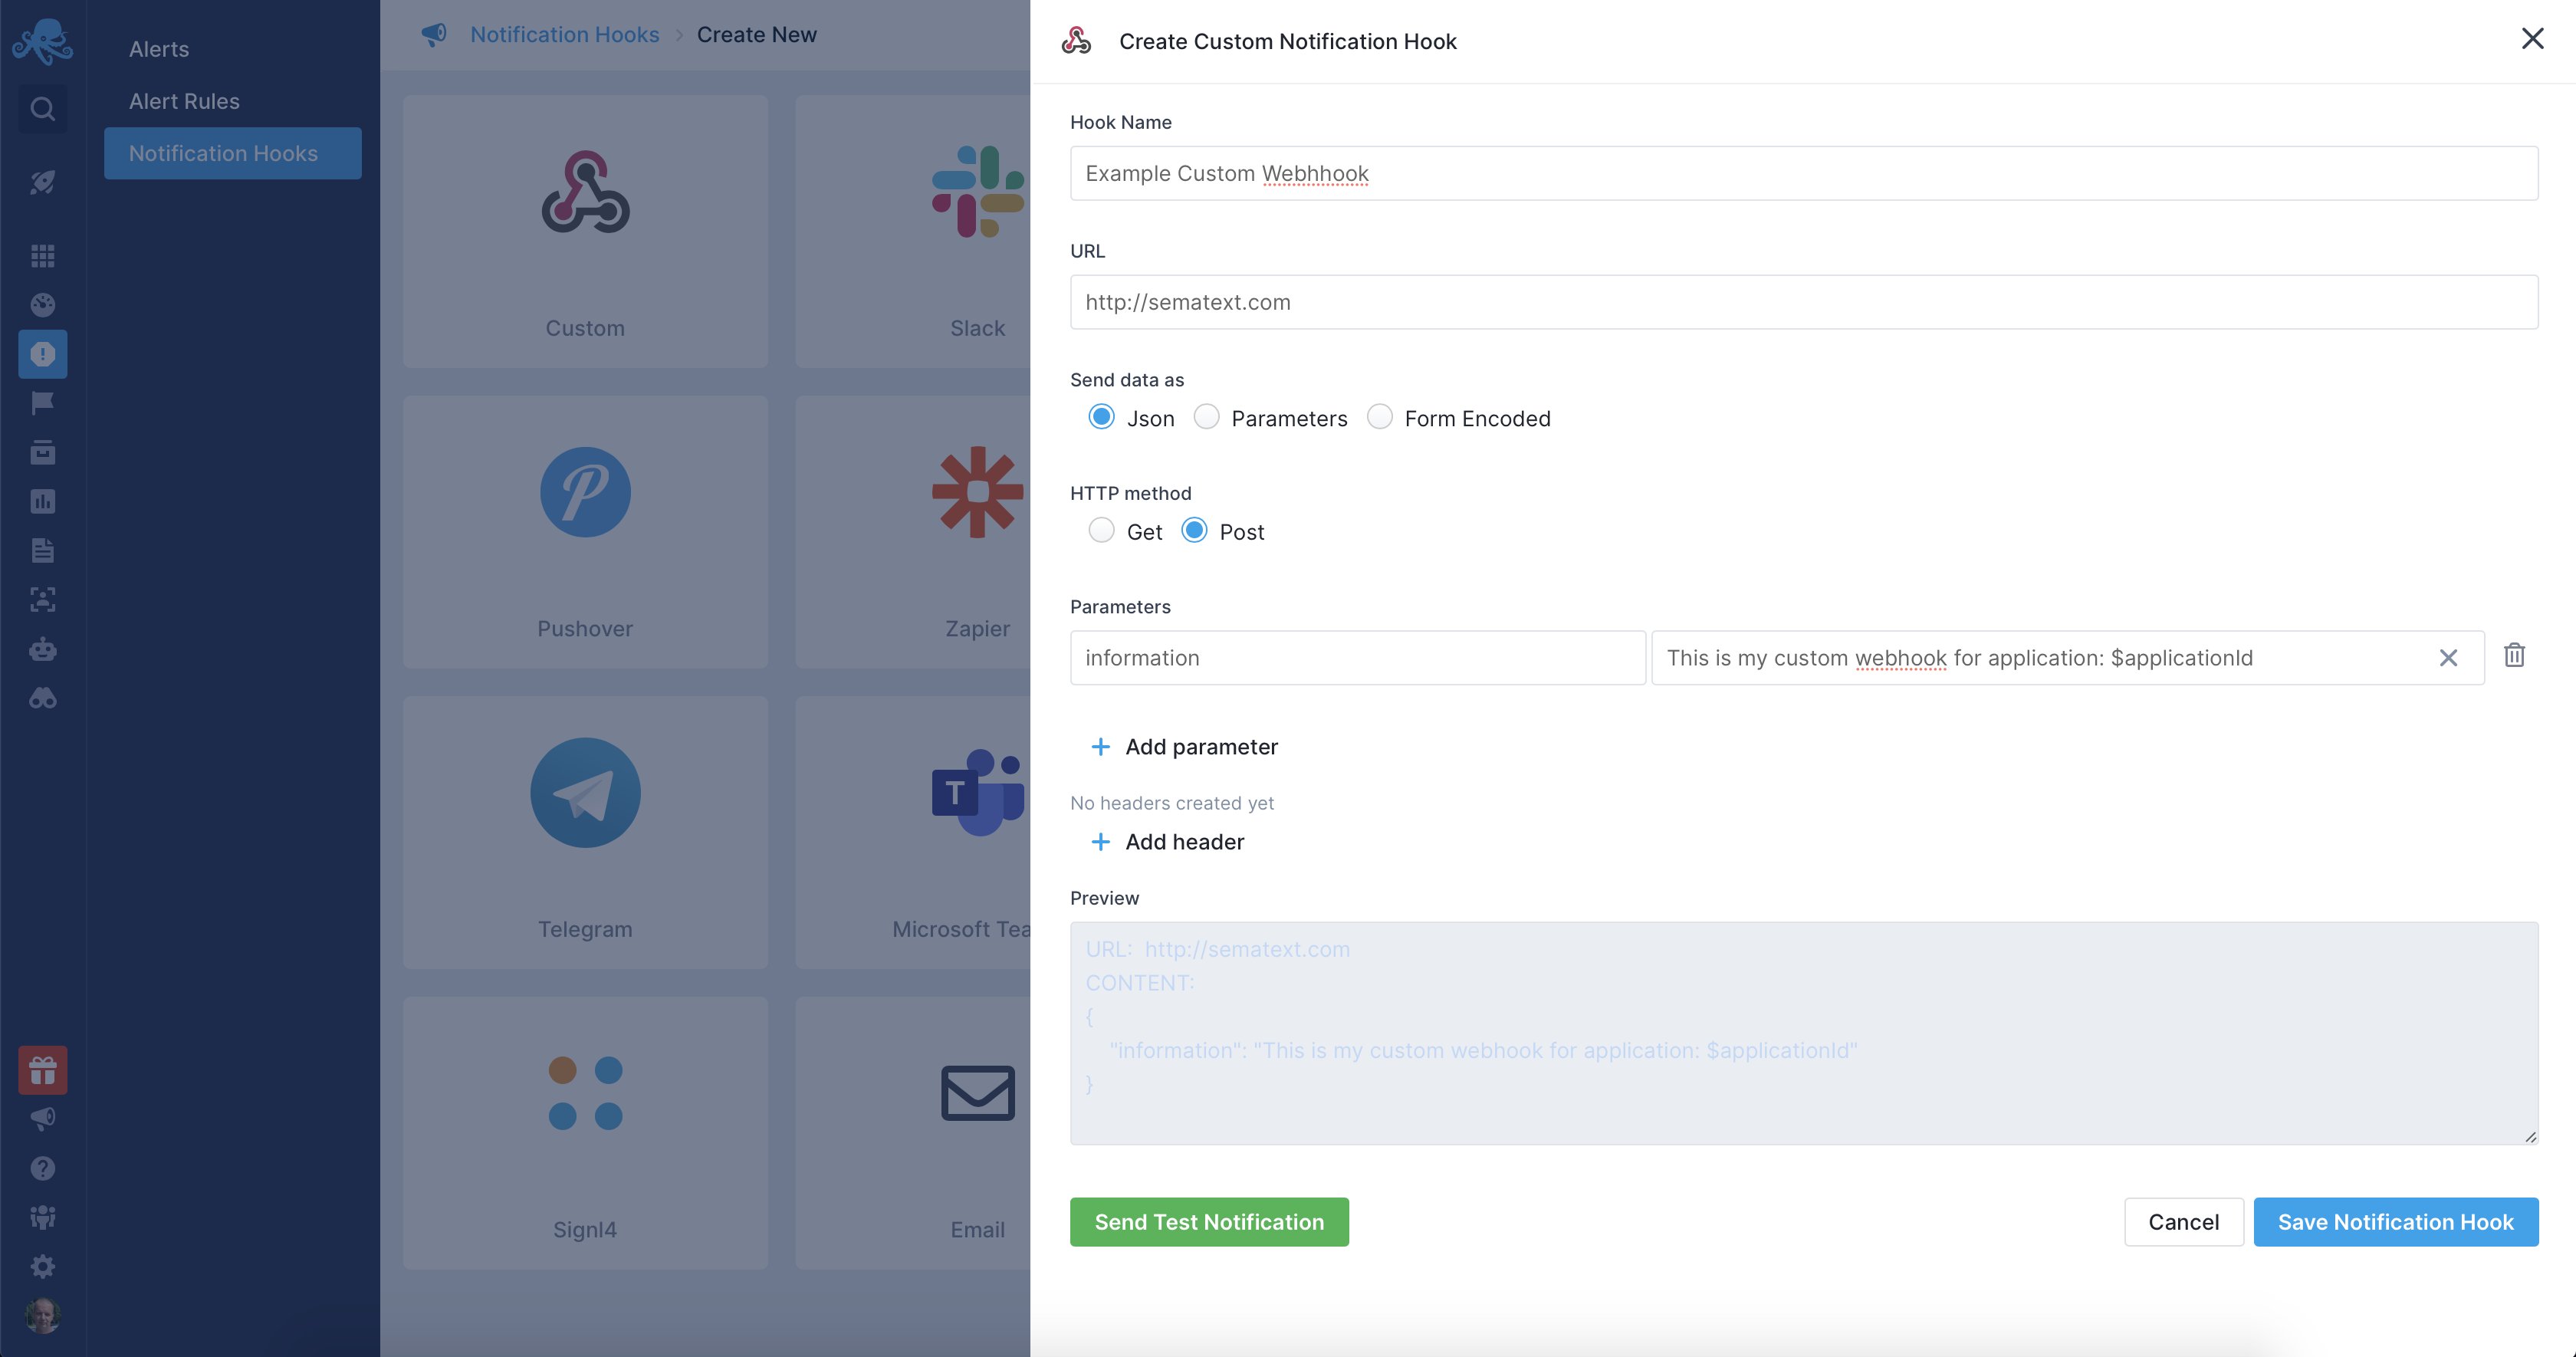 Alerts
Alert Rules
Notification Hooks
Notification Hooks > Create New
Custom
Slack
Pushover
Zapier
Telegram
T
Microsoft Tea
Signl4
Email
Create Custom Notification Hook
Hook Name
Example Custom Webhhook
URL
http://sematext.com
Send data as
Json Parameters Form Encoded
HTTP method
Get Post
Parameters
information This is my custom webhook for application: $applicationId
+ Add parameter
No headers created yet
+ Add header
Preview
URL: http://sematext.com
CONTENT:
{
"information": "This is my custom webhook for application: $applicationId"
}
Send Test Notification Cancel Save Notification Hook